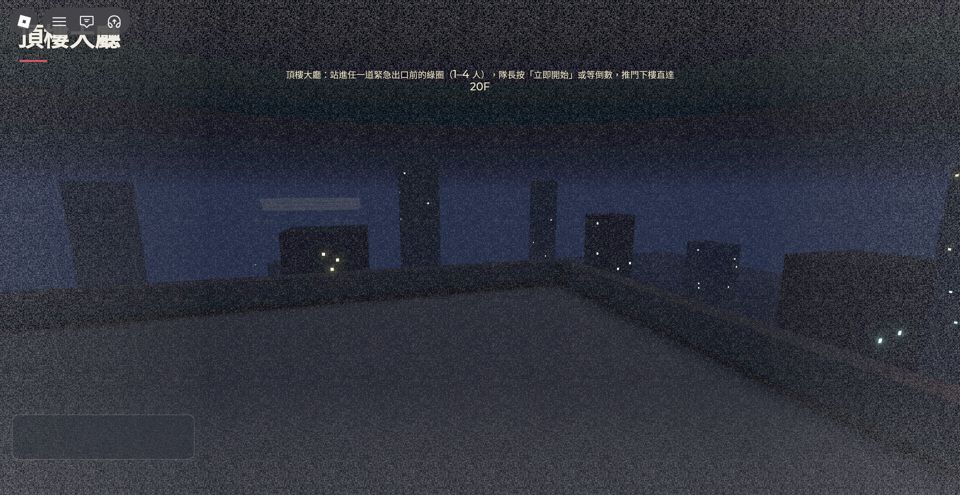 頂樓大廳
頂樓大廳：站進任一道緊急出口前的綠圈（1–4 人），隊長按「立即開始」或等倒數，推門下樓直達
20F